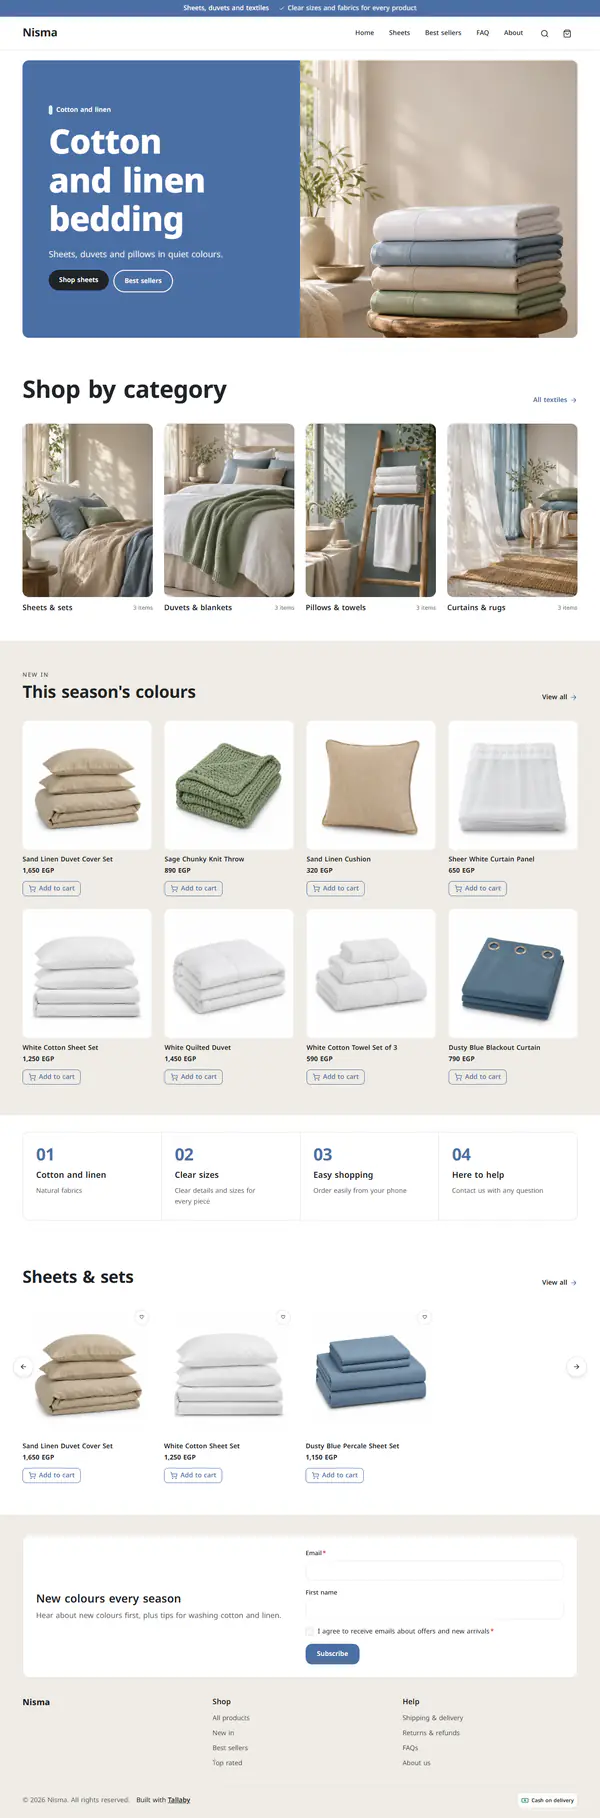 Sheets, duvets and textiles ✓ Clear sizes and fabrics for every product
Nisma
Home Sheets Best sellers FAQ About
Cotton and linen
Cotton
and linen
bedding
Sheets, duvets and pillows in quiet colours.
Shop sheets Best sellers
Shop by category
All textiles →
Sheets & sets 3 items Duvets & blankets 3 items Pillows & towels 3 items Curtains & rugs 3 items
NEW IN
This season's colours
View all →
Sand Linen Duvet Cover Set Sage Chunky Knit Throw Sand Linen Cushion Sheer White Curtain Panel
1,650 EGP 890 EGP 320 EGP 650 EGP
Add to cart Add to cart Add to cart Add to cart
White Cotton Sheet Set White Quilted Duvet White Cotton Towel Set of 3 Dusty Blue Blackout Curtain
1,250 EGP 1,450 EGP 590 EGP 790 EGP
Add to cart Add to cart Add to cart Add to cart
01 02 03 04
Cotton and linen Clear sizes Easy shopping Here to help
Natural fabrics Clear details and sizes for Order easily from your phone Contact us with any question
every piece
Sheets & sets
View all →
Sand Linen Duvet Cover Set White Cotton Sheet Set Dusty Blue Percale Sheet Set
1,650 EGP 1,250 EGP 1,150 EGP
Add to cart Add to cart Add to cart
New colours every season
Hear about new colours first, plus tips for washing cotton and linen.
Email*
First name
I agree to receive emails about offers and new arrivals*
Subscribe
Nisma Shop Help
All products Shipping & delivery
New in Returns & refunds
Best sellers FAQs
Top rated About us
© 2026 Nisma. All rights reserved. Built with Tallaby Cash on delivery